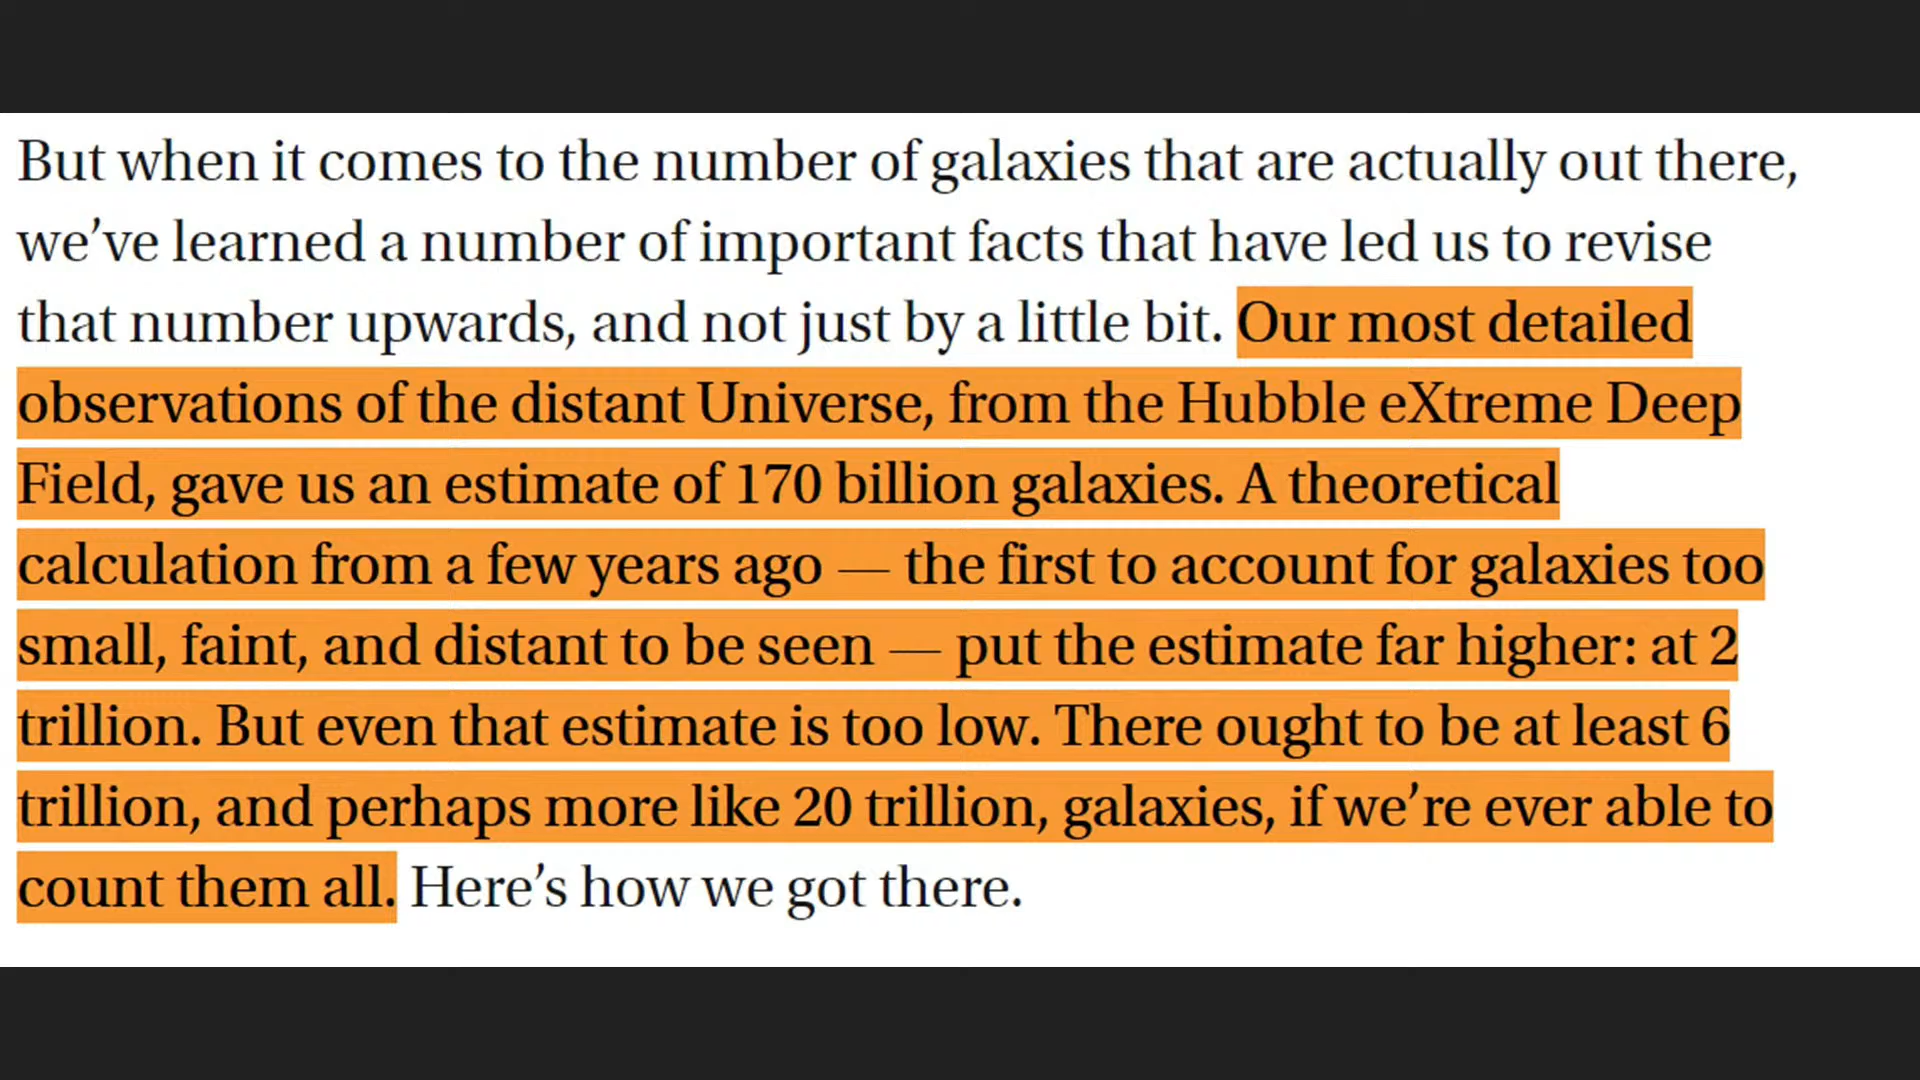 But when it comes to the number of galaxies that are actually out there,
we’ve learned a number of important facts that have led us to revise
that number upwards, and not just by a little bit. Our most detailed
observations of the distant Universe, from the Hubble eXtreme Deep
Field, gave us an estimate of 170 billion galaxies. A theoretical
calculation from a few years ago — the first to account for galaxies too
small, faint, and distant to be seen — put the estimate far higher: at 2
trillion. But even that estimate is too low. There ought to be at least 6
trillion, and perhaps more like 20 trillion, galaxies, if we’re ever able to
count them all. Here’s how we got there.